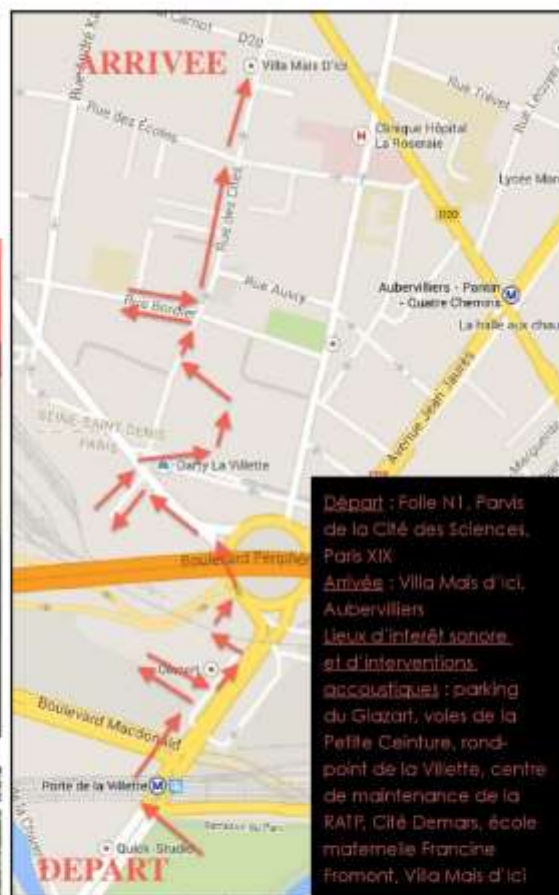 D20
ARRIVEE
Villa Mais D'ici
Rue Trévet
Rue des Écoles
Clinique Hôpital
La Roseraie
Rue des Cités
D20
Aubervilliers - Pantin
- Quatre Chemins
Rue Auvry
Rue Bordier
La halle aux chau
Avenue Jean Jaurès
SEINE-SAINT-DENIS
PARIS
Darty La Villette
Boulevard Périphér
Glazart
Boulevard Macdonald
Porte de la Villette
Quick-Studio
DEPART
Départ : Folie N1, Parvis
de la Cité des Sciences,
Paris XIX
Arrivée : Villa Mais d'ici,
Aubervilliers
Lieux d'interêt sonore
et d'interventions
accoustiques : parking
du Glazart, voies de la
Petite Ceinture, rond-
point de la Villette, centre
de maintenance de la
RATP, Cité Demars, école
maternelle Francine
Fromont, Villa Mais d'ici